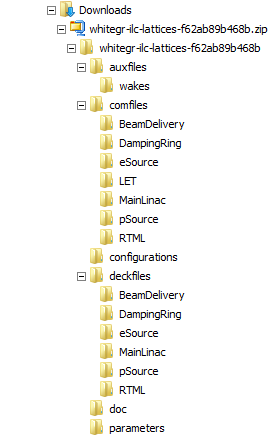 Downloads
whitegr-ilc-lattices-f62ab89b468b.zip
whitegr-ilc-lattices-f62ab89b468b
auxfiles
wakes
comfiles
BeamDelivery
DampingRing
eSource
LET
MainLinac
pSource
RTML
configurations
deckfiles
BeamDelivery
DampingRing
eSource
MainLinac
pSource
RTML
doc
parameters